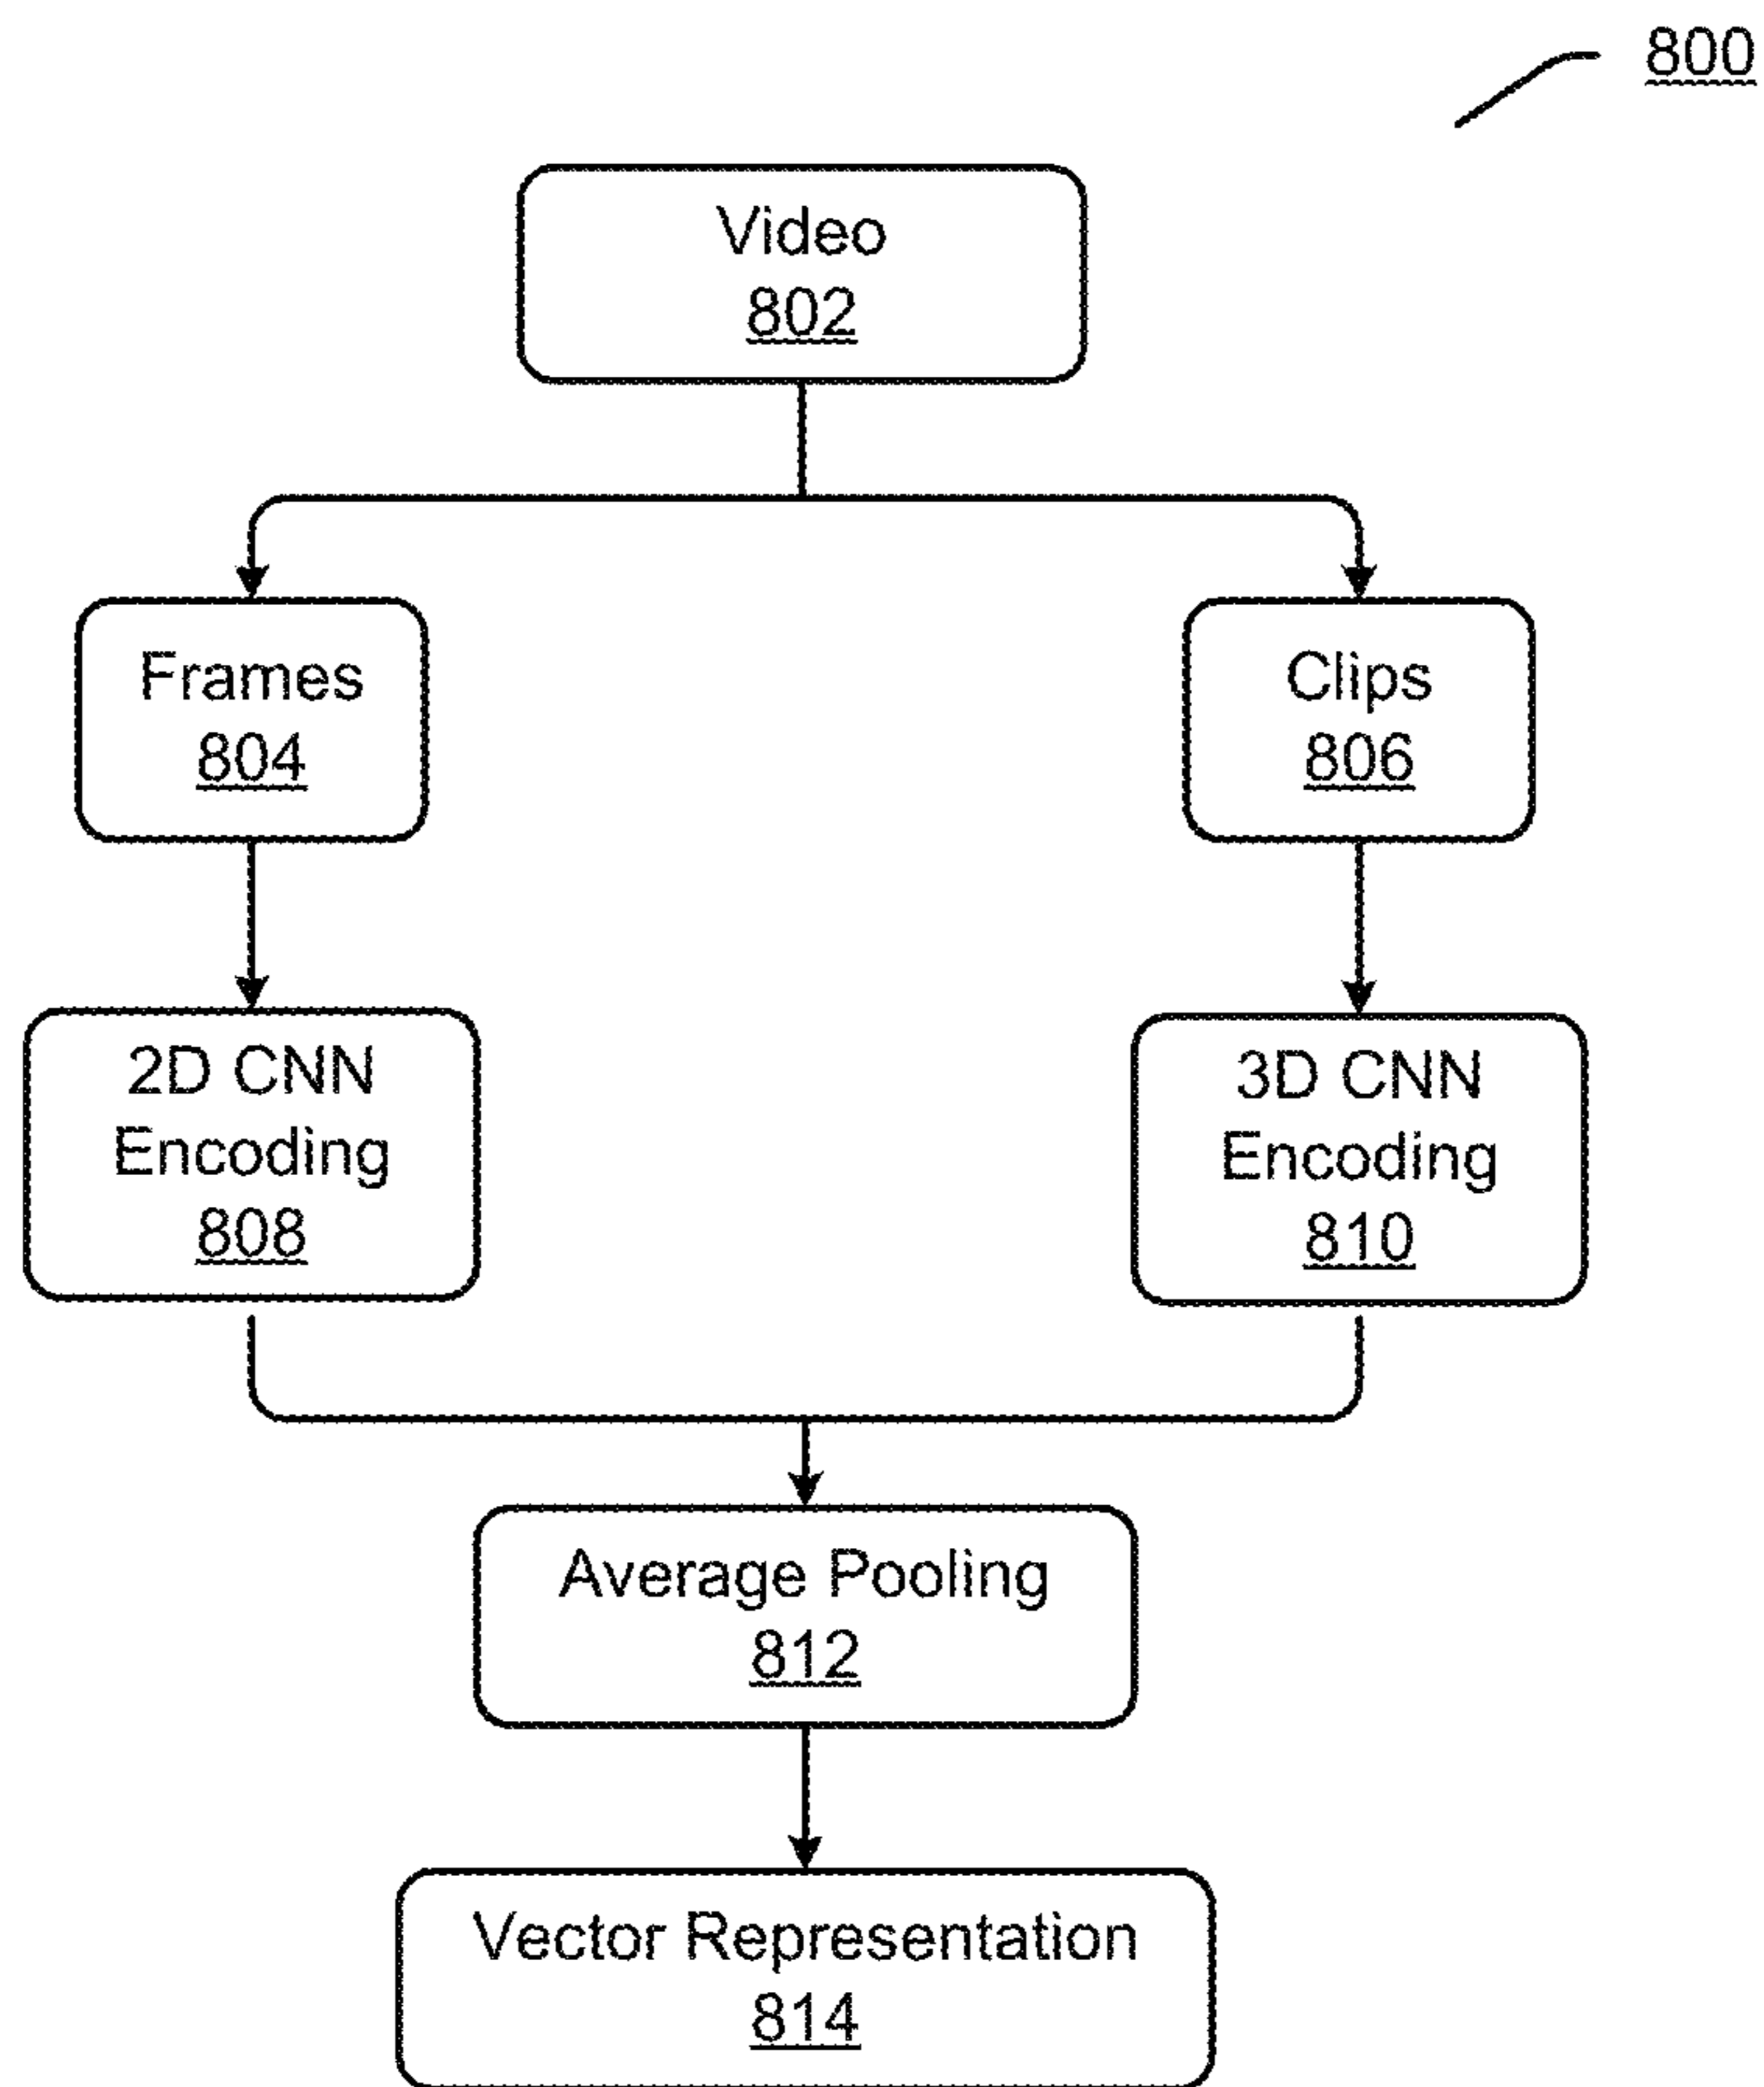 800
Video
802
Frames
804
Clips
806
2D CNN
Encoding
808
3D CNN
Encoding
810
Average Pooling
812
Vector Representation
814